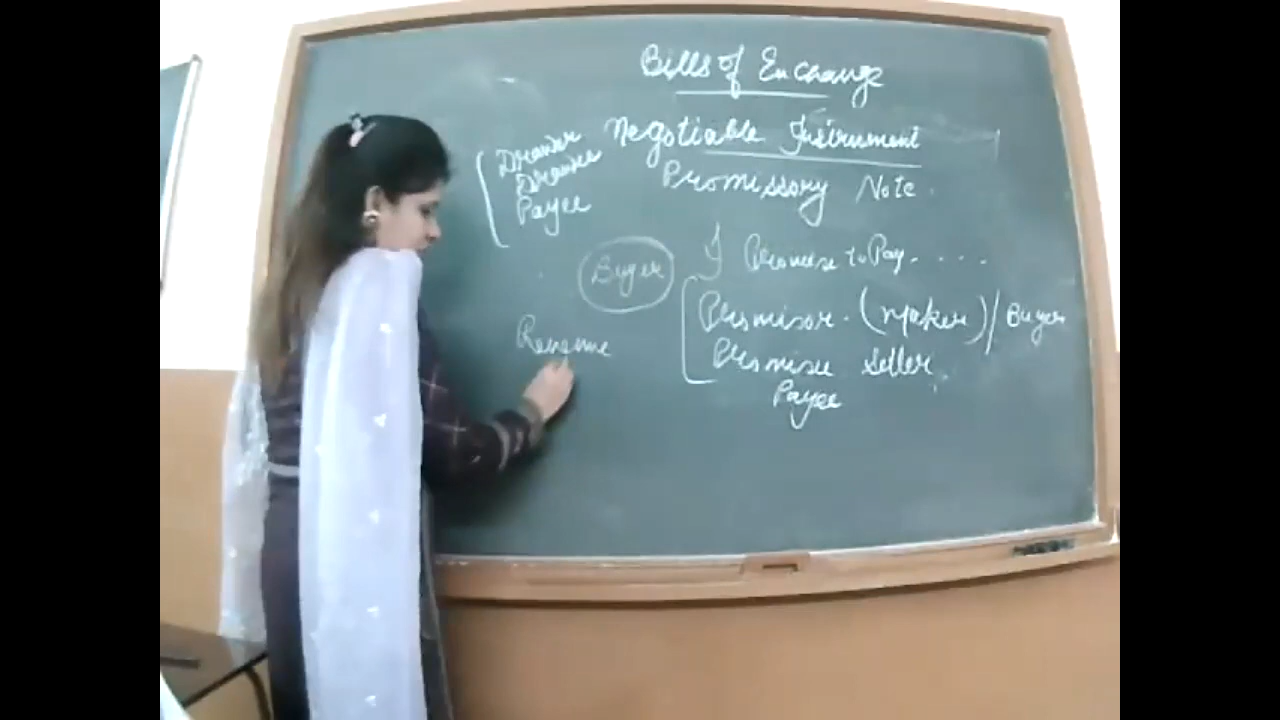 Bills of Exchange
Negotiable Instrument
Promissory Note
Drawer
Drawee
Payee
I Promise to Pay. . . . .
Buyer
Promisor - (Maker) / Buyer
Promisee Seller
Payee
Revenue